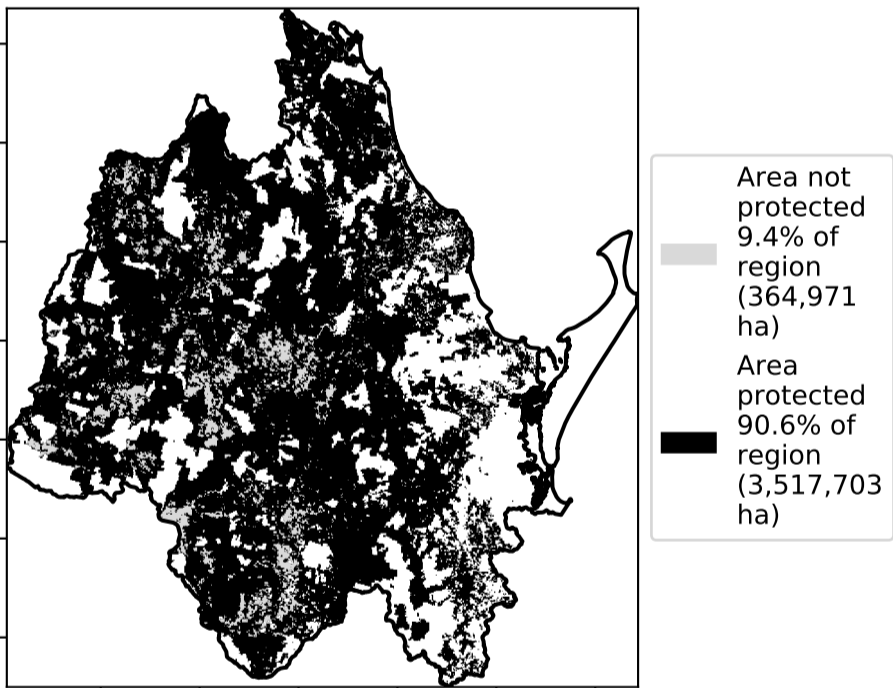 Area not
protected
9.4% of
region
(364,971
ha)
Area
protected
90.6% of
region
(3,517,703
ha)